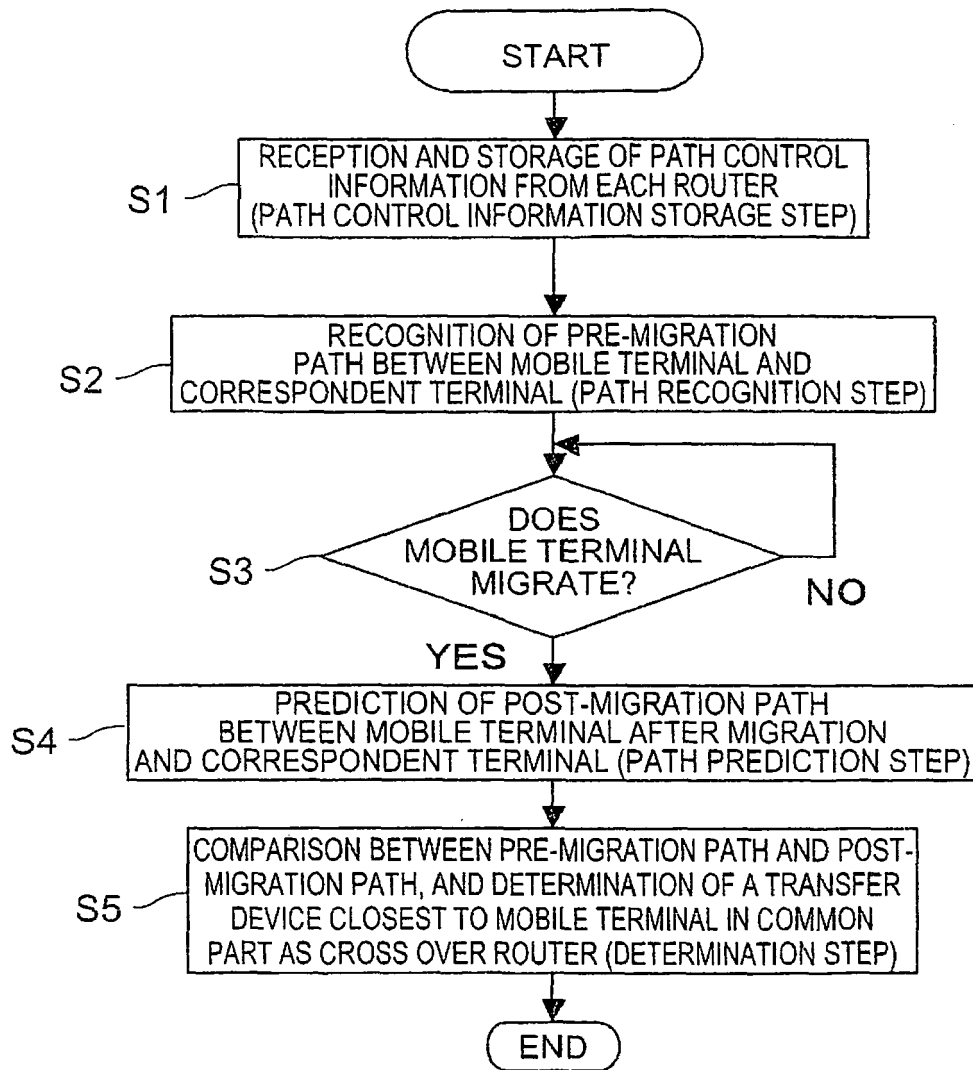 START
S1
RECEPTION AND STORAGE OF PATH CONTROL
INFORMATION FROM EACH ROUTER
(PATH CONTROL INFORMATION STORAGE STEP)
S2
RECOGNITION OF PRE-MIGRATION
PATH BETWEEN MOBILE TERMINAL AND
CORRESPONDENT TERMINAL (PATH RECOGNITION STEP)
S3
DOES
MOBILE TERMINAL
MIGRATE?
NO
YES
S4
PREDICTION OF POST-MIGRATION PATH
BETWEEN MOBILE TERMINAL AFTER MIGRATION
AND CORRESPONDENT TERMINAL (PATH PREDICTION STEP)
S5
COMPARISON BETWEEN PRE-MIGRATION PATH AND POST-
MIGRATION PATH, AND DETERMINATION OF A TRANSFER
DEVICE CLOSEST TO MOBILE TERMINAL IN COMMON
PART AS CROSS OVER ROUTER (DETERMINATION STEP)
END